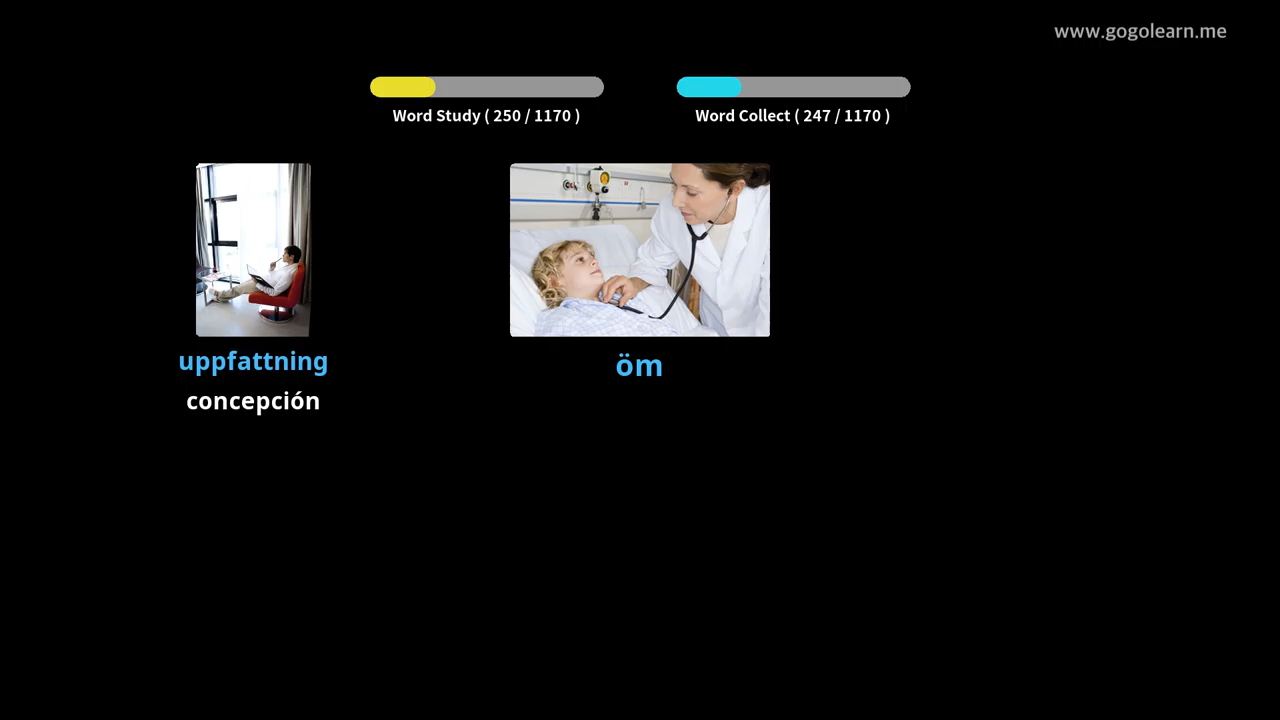 www.gogolearn.me
Word Study ( 250 / 1170 )
Word Collect ( 247 / 1170 )
uppfattning
concepción
öm